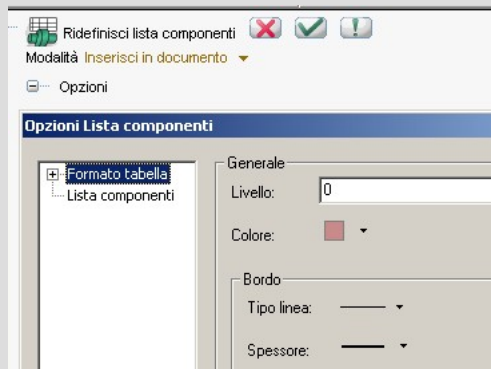 Ridefinisci lista componenti
Modalità Inserisci in documento
Opzioni
Opzioni Lista componenti
Formato tabella
Lista componenti
Generale
Livello: 0
Colore:
Bordo
Tipo linea:
Spessore: